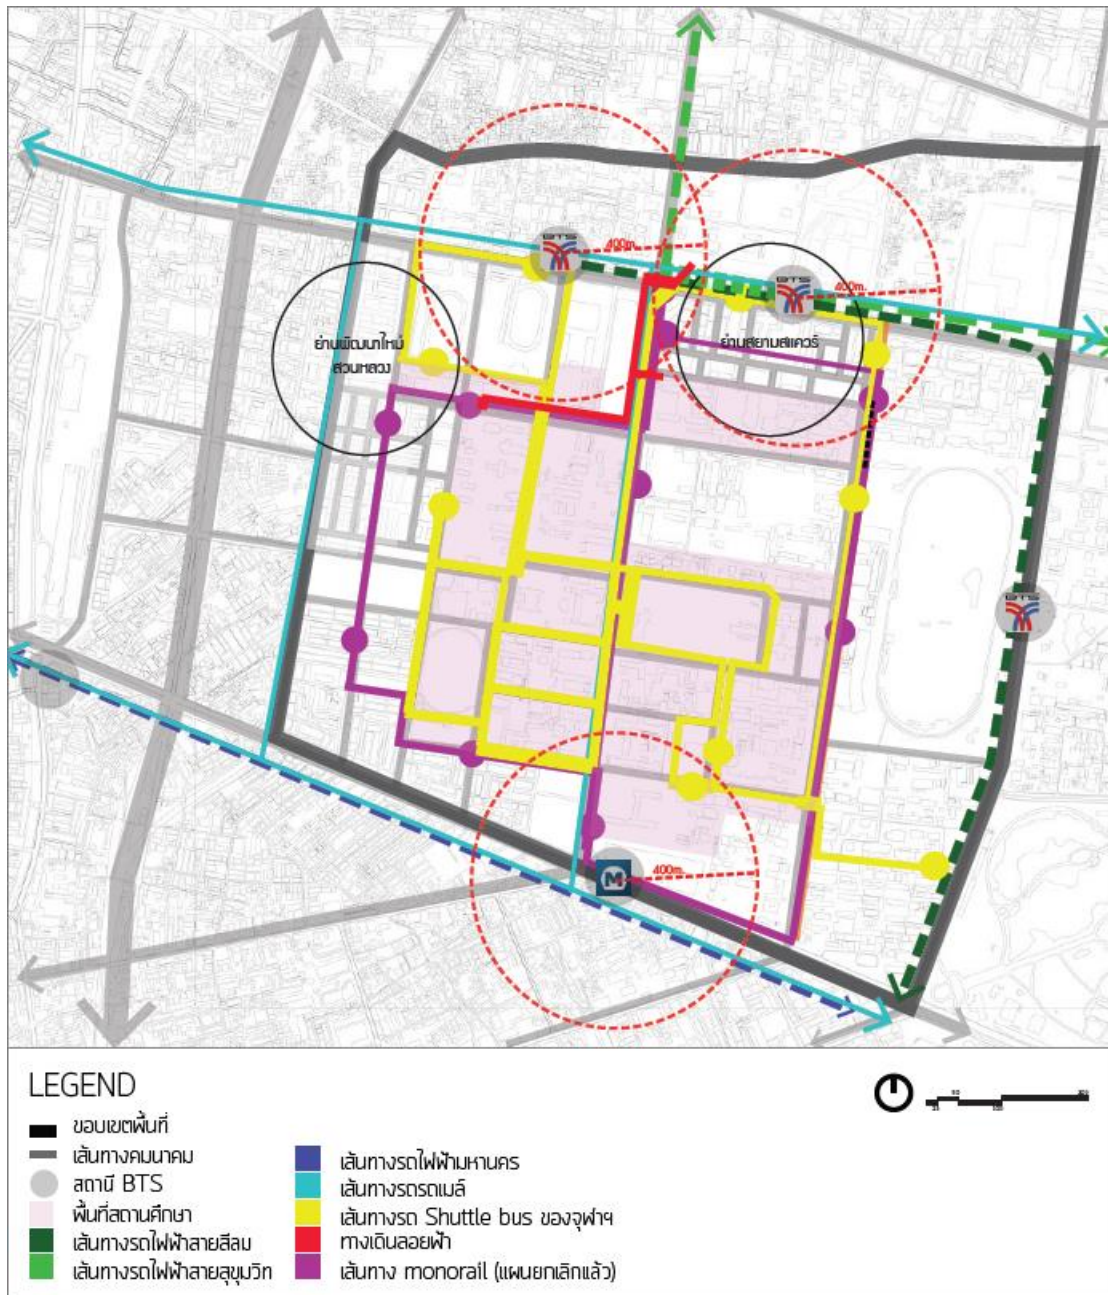 BTS
400m.
BTS
400m.
ย่านพัฒนาใหม่
สวนหลวง
ย่านสยามสแควร์
BTS
M
400m.
LEGEND
ขอบเขตพื้นที่
เส้นทางคมนาคม
สถานี BTS
พื้นที่สถานศึกษา
เส้นทางรถไฟฟ้าสายสีลม
เส้นทางรถไฟฟ้าสายสุขุมวิท
เส้นทางรถไฟฟ้ามหานคร
เส้นทางรถรถเมล์
เส้นทางรถ Shuttle bus ของจุฬาฯ
ทางเดินลอยฟ้า
เส้นทาง monorail (แผนยกเลิกแล้ว)